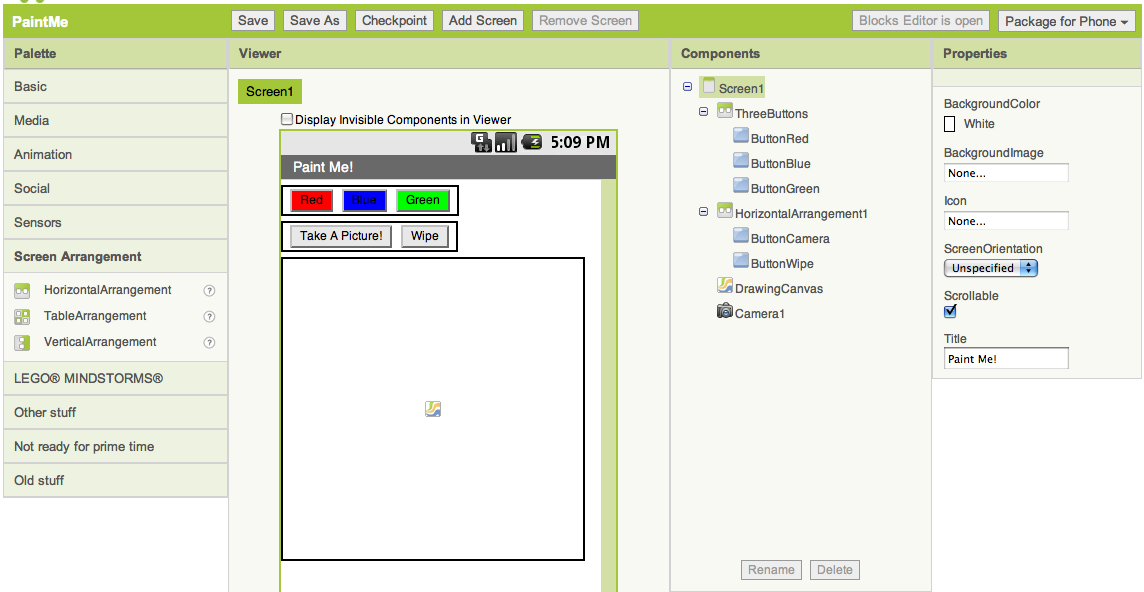 PaintMe Save Save As Checkpoint Add Screen Remove Screen Blocks Editor is open Package for Phone
Palette
Basic
Media
Animation
Social
Sensors
Screen Arrangement
HorizontalArrangement ?
TableArrangement ?
VerticalArrangement ?
LEGO® MINDSTORMS®
Other stuff
Not ready for prime time
Old stuff
Viewer
Screen1
Display Invisible Components in Viewer
G 5:09 PM
Paint Me!
Red Blue Green
Take A Picture! Wipe
Components
Screen1
ThreeButtons
ButtonRed
ButtonBlue
ButtonGreen
HorizontalArrangement1
ButtonCamera
ButtonWipe
DrawingCanvas
Camera1
Rename Delete
Properties
BackgroundColor
White
BackgroundImage
None...
Icon
None...
ScreenOrientation
Unspecified
Scrollable
Title
Paint Me!